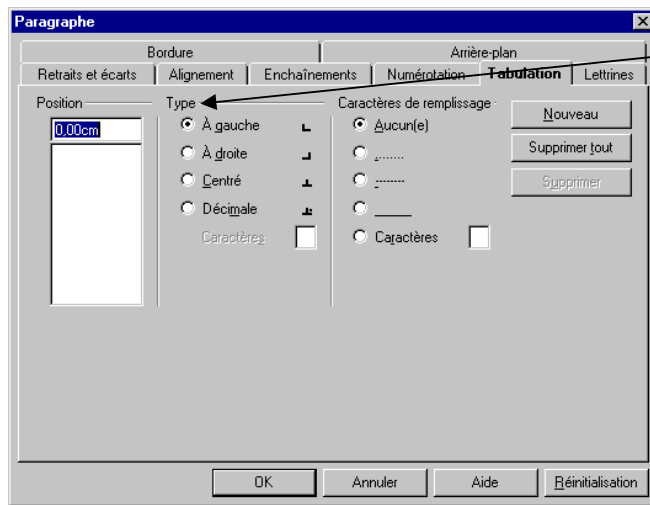 Paragraphe
Bordure Arrière-plan
Retraits et écarts Alignement Enchaînements Numérotation Tabulation Lettrines
Position Type Caractères de remplissage
0,00cm À gauche Aucun(e) Nouveau
À droite ........ Supprimer tout
Centré -------- Supprimer
Décimale _____
Caractères Caractères
OK Annuler Aide Réinitialisation